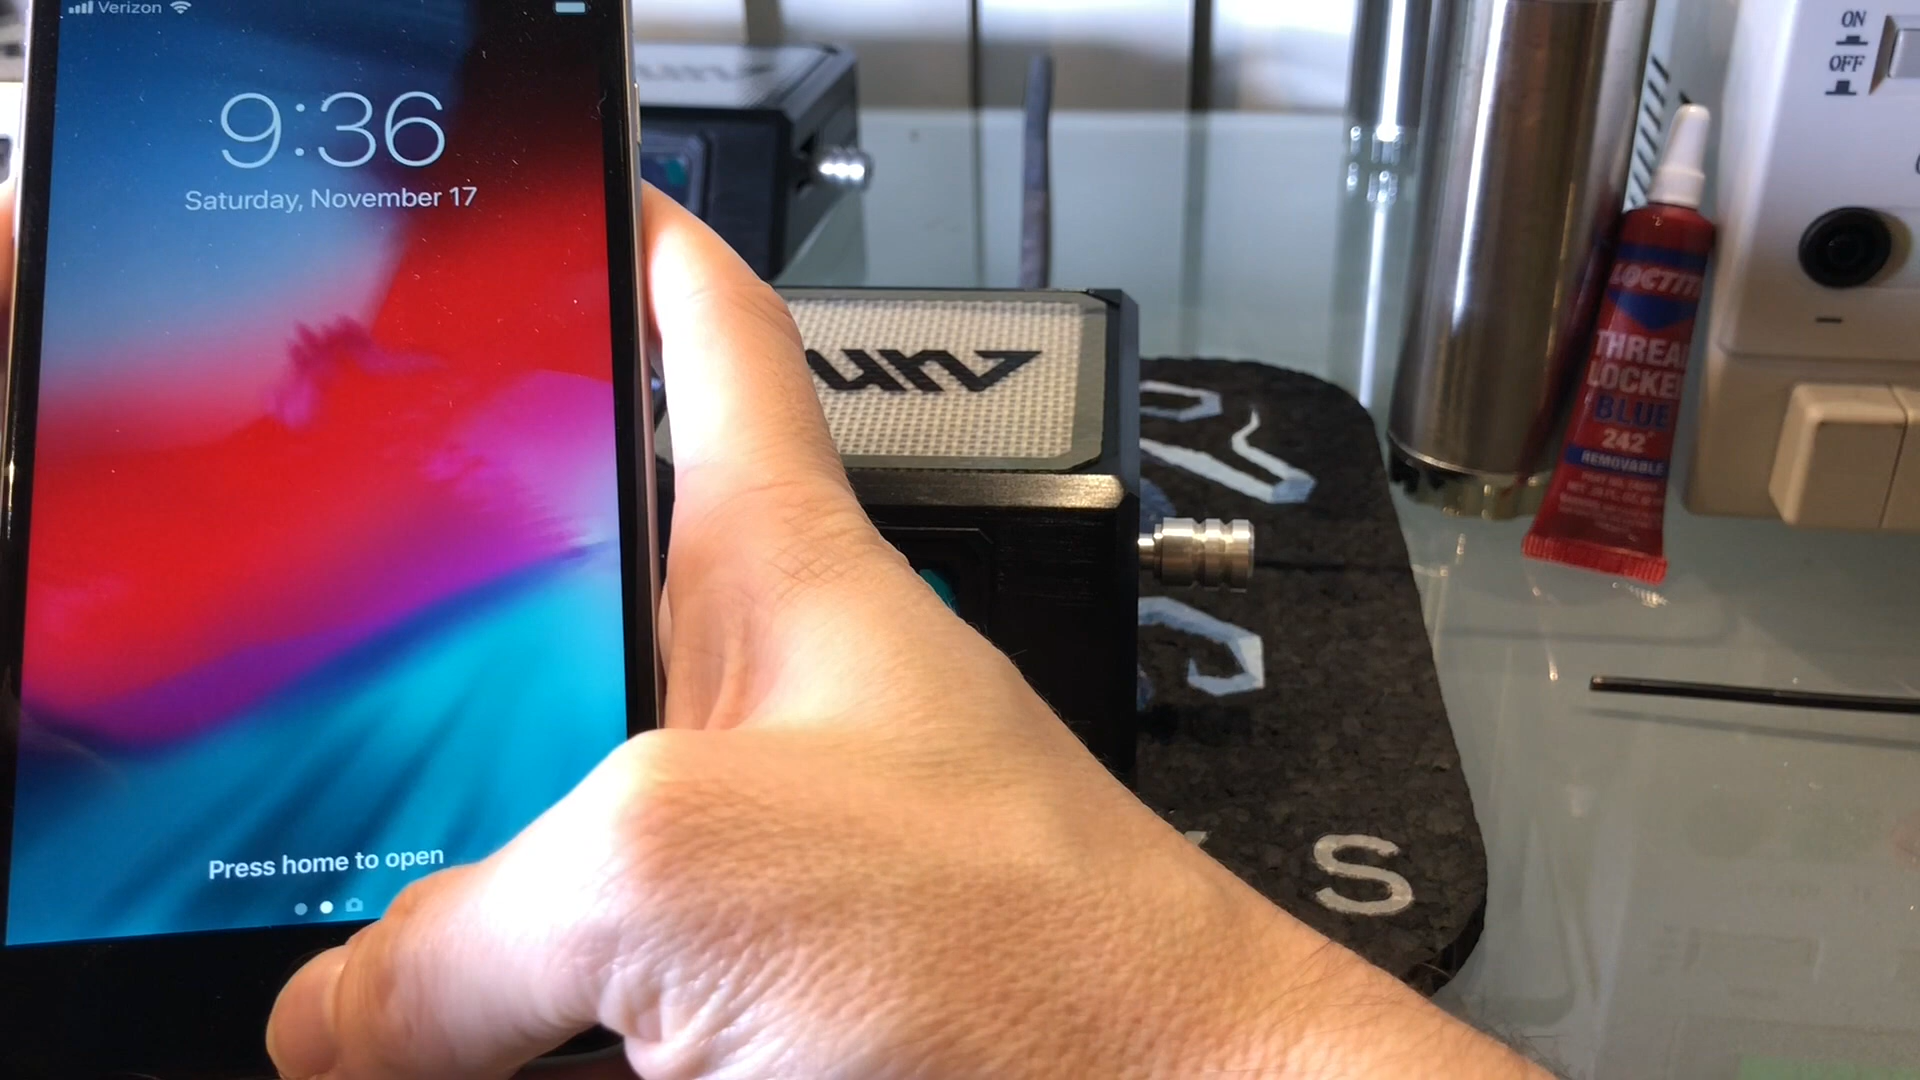 Verizon
9:36
Saturday, November 17
Press home to open
ON
OFF
THREAD
LOCKER
BLUE
242
REMOVABLE
S